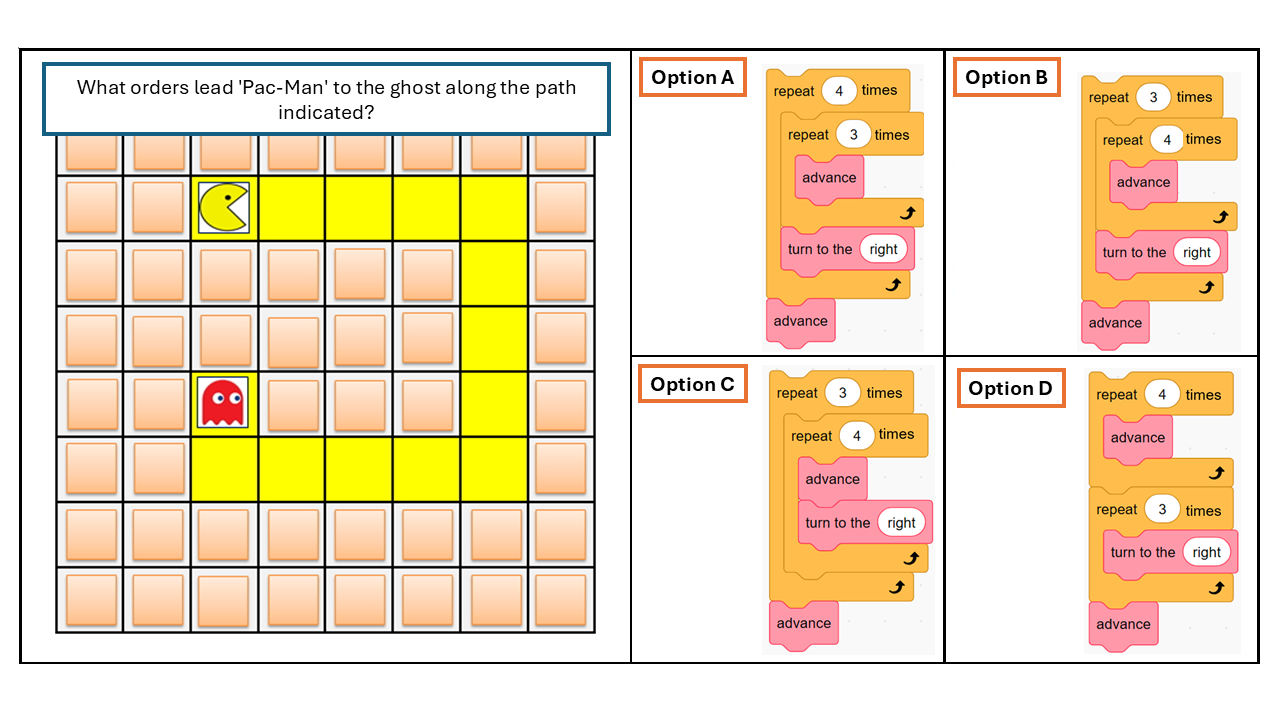 What orders lead 'Pac-Man' to the ghost along the path
indicated?
Option A
repeat 4 times
repeat 3 times
advance
turn to the right
advance
Option B
repeat 3 times
repeat 4 times
advance
turn to the right
advance
Option C
repeat 3 times
repeat 4 times
advance
turn to the right
advance
Option D
repeat 4 times
advance
repeat 3 times
turn to the right
advance